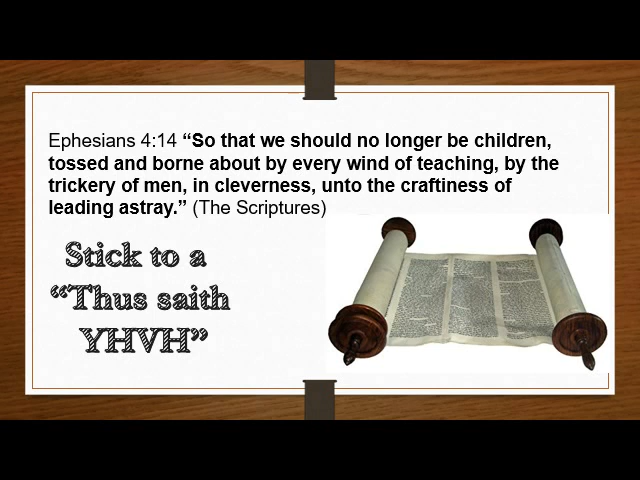 Ephesians 4:14 “So that we should no longer be children,
tossed and borne about by every wind of teaching, by the
trickery of men, in cleverness, unto the craftiness of
leading astray.” (The Scriptures)
Stick to a
“Thus saith
YHVH”